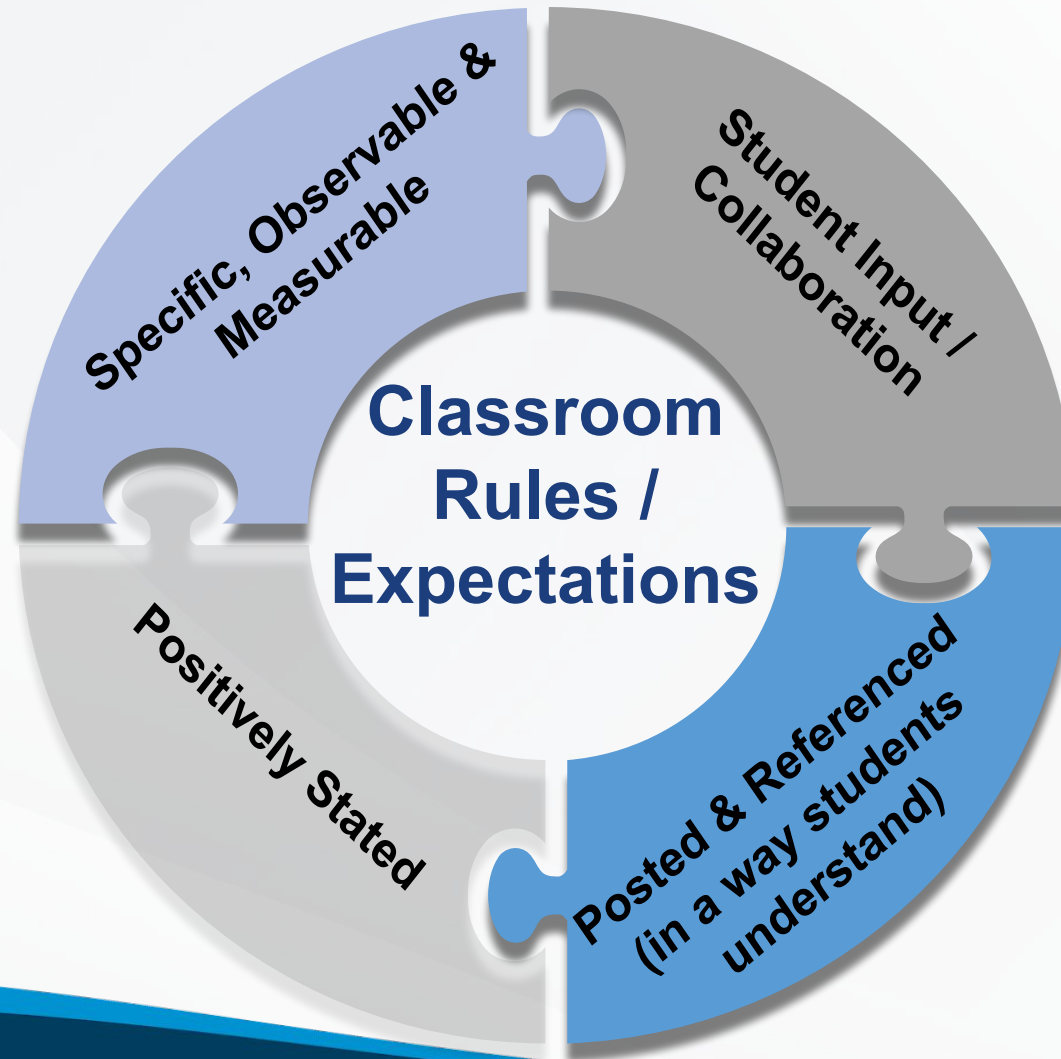 Specific, Observable &
Measurable
Student Input /
Collaboration
Classroom
Rules /
Expectations
Positively Stated
Posted & Referenced
(in a way students
understand)